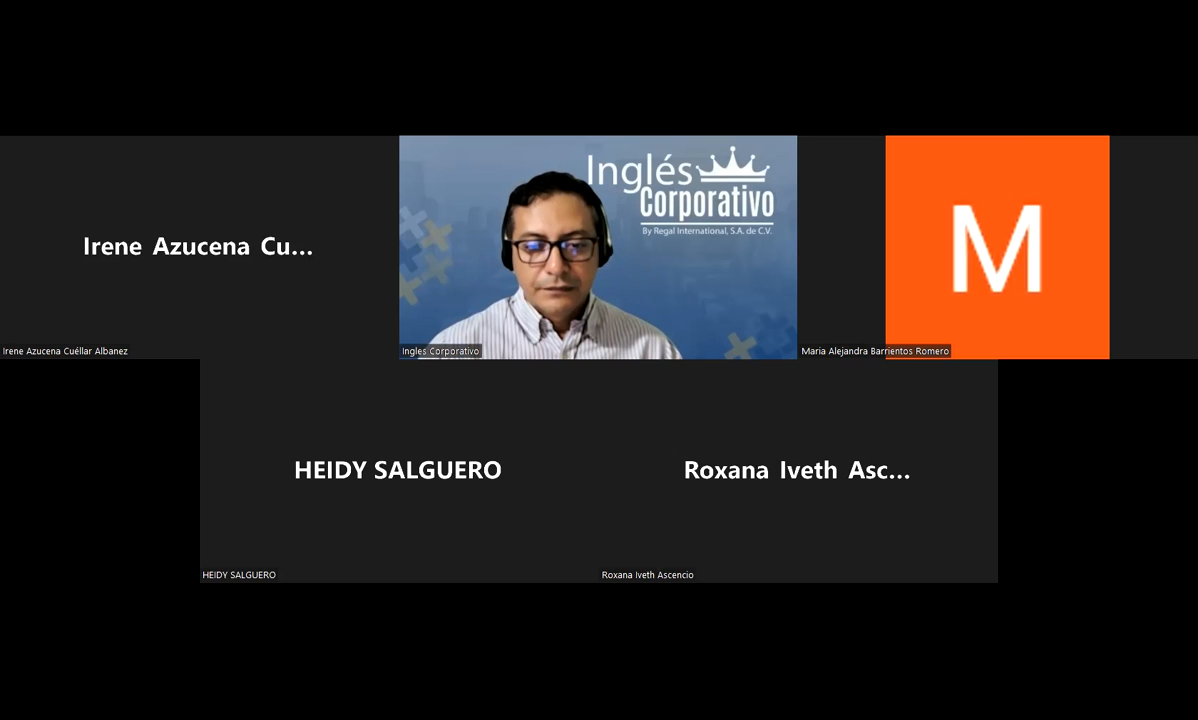 Irene Azucena Cu...
Irene Azucena Cuéllar Albanez
Inglés
Corporativo
By Regal International, S.A. de C.V.
Ingles Corporativo
M
Maria Alejandra Barrientos Romero
HEIDY SALGUERO
HEIDY SALGUERO
Roxana Iveth Asc...
Roxana Iveth Ascencio